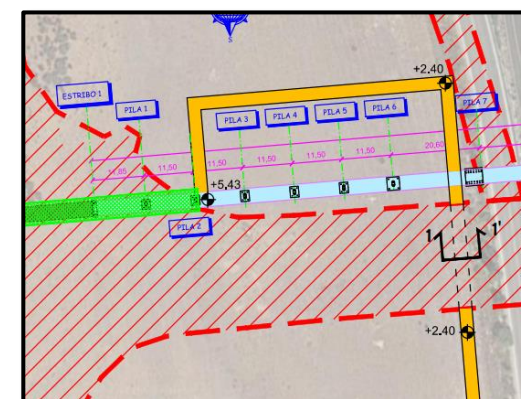 S
+2.40
ESTRIBO 1
PILA 1
PILA 3
PILA 4
PILA 5
PILA 6
PILA 7
11,85
11,50
11,50
11,50
11,50
11,50
20,60
+5.43
PILA 2
1
1'
+2.40